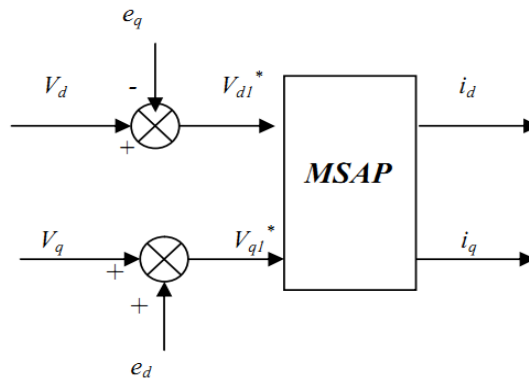 e_q
V_d - V_d1* i_d
+
MSAP
V_q V_q1* i_q
+
+
e_d